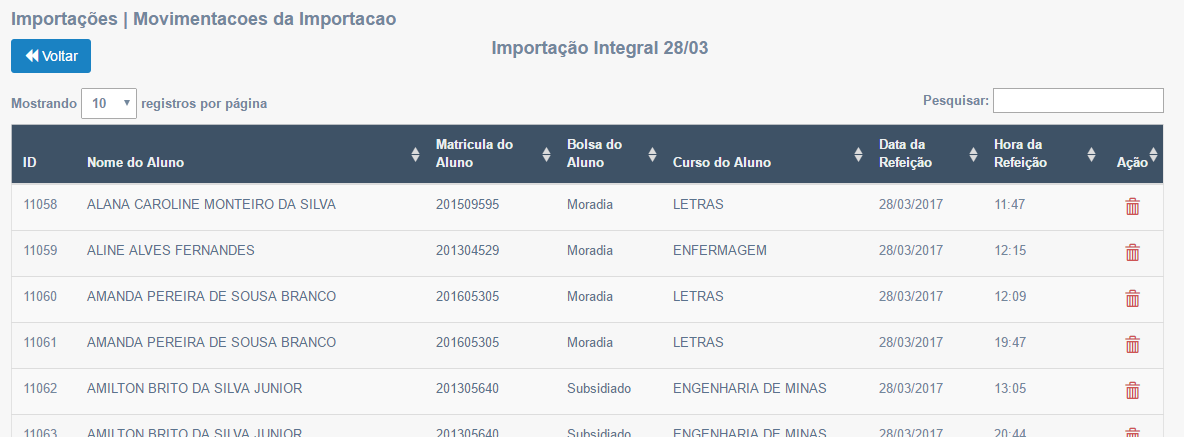 Importações | Movimentacoes da Importacao
Voltar
Importação Integral 28/03
Mostrando 10 registros por página
Pesquisar:
ID Nome do Aluno Matricula do Aluno Bolsa do Aluno Curso do Aluno Data da Refeição Hora da Refeição Ação
11058 ALANA CAROLINE MONTEIRO DA SILVA 201509595 Moradia LETRAS 28/03/2017 11:47
11059 ALINE ALVES FERNANDES 201304529 Moradia ENFERMAGEM 28/03/2017 12:15
11060 AMANDA PEREIRA DE SOUSA BRANCO 201605305 Moradia LETRAS 28/03/2017 12:09
11061 AMANDA PEREIRA DE SOUSA BRANCO 201605305 Moradia LETRAS 28/03/2017 19:47
11062 AMILTON BRITO DA SILVA JUNIOR 201305640 Subsidiado ENGENHARIA DE MINAS 28/03/2017 13:05
11063 AMILTON BRITO DA SILVA JUNIOR 201305640 Subsidiado ENGENHARIA DE MINAS 28/03/2017 20:44